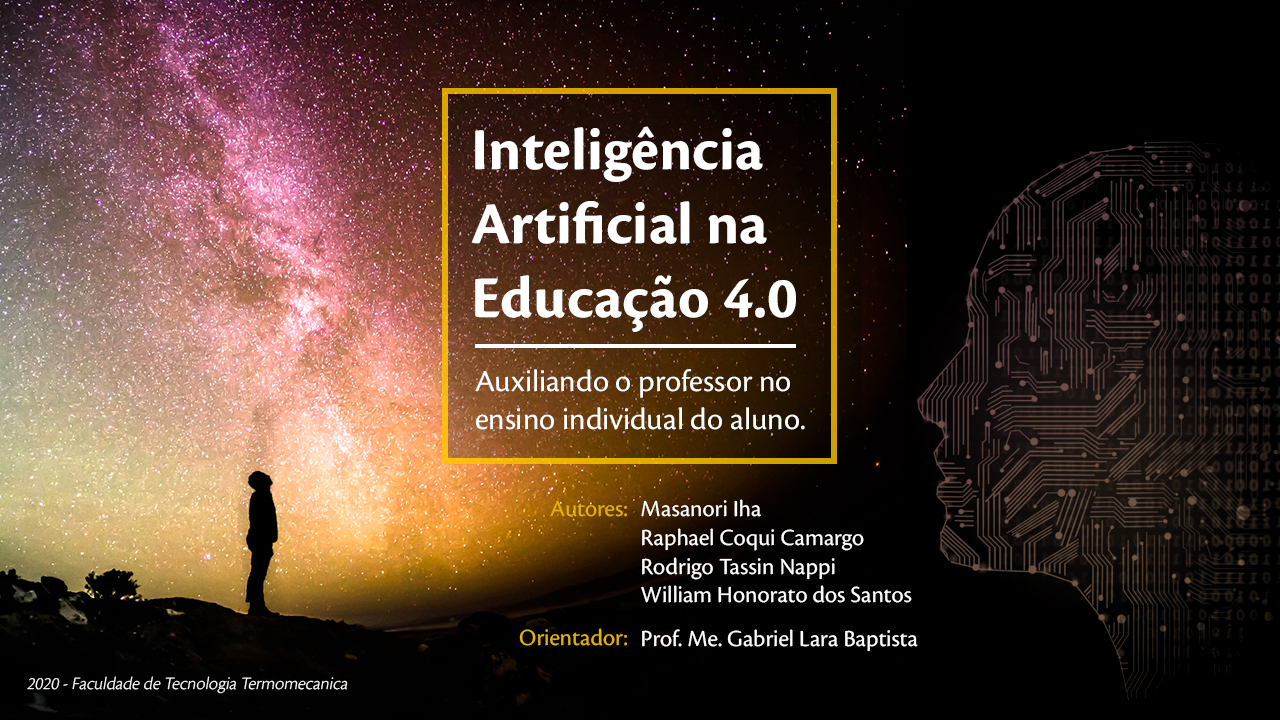 Inteligência
Artificial na
Educação 4.0
Auxiliando o professor no
ensino individual do aluno.
Autores: Masanori Iha
Raphael Coqui Camargo
Rodrigo Tassin Nappi
William Honorato dos Santos
Orientador: Prof. Me. Gabriel Lara Baptista
2020 - Faculdade de Tecnologia Termomecanica